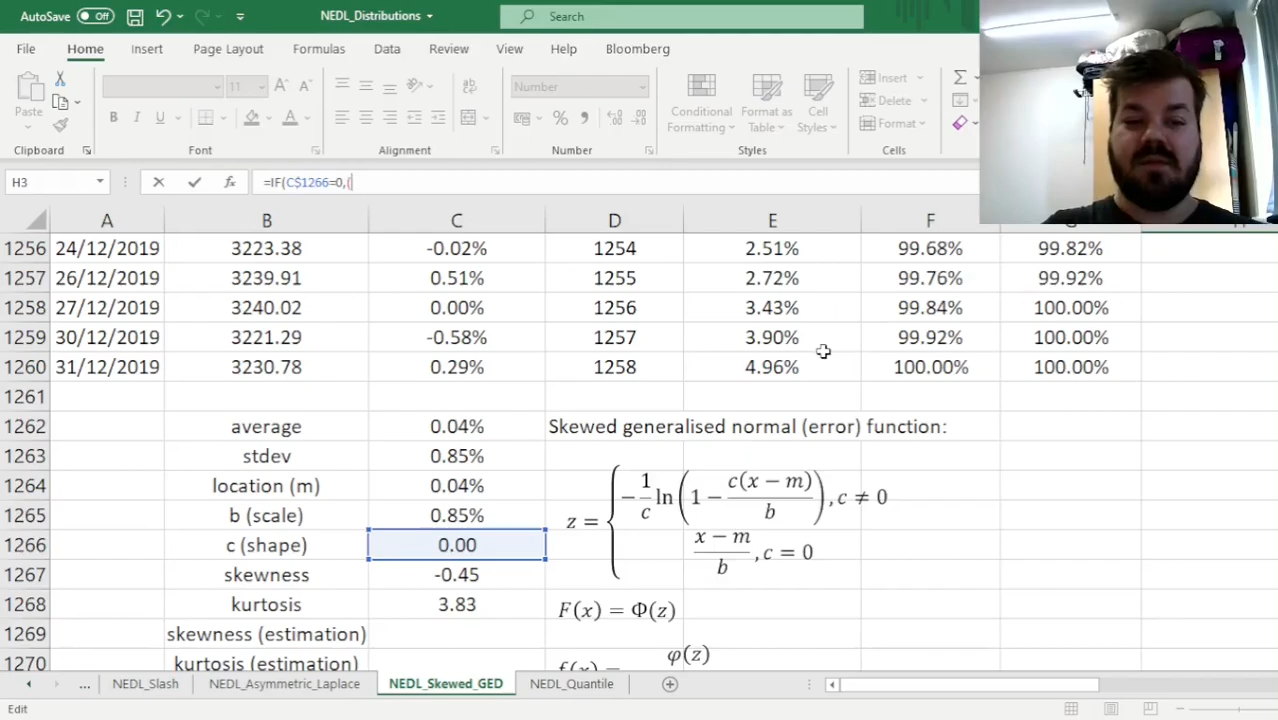 AutoSave Off NEDL_Distributions Search
File Home Insert Page Layout Formulas Data Review View Help Bloomberg
Paste 11 Number Conditional Formatting Format as Table Cell Styles Insert Delete Format
Clipboard Font Alignment Number Styles Cells
H3 =IF(C$1266=0,(
A B C D E F
1256 24/12/2019 3223.38 -0.02% 1254 2.51% 99.68% 99.82%
1257 26/12/2019 3239.91 0.51% 1255 2.72% 99.76% 99.92%
1258 27/12/2019 3240.02 0.00% 1256 3.43% 99.84% 100.00%
1259 30/12/2019 3221.29 -0.58% 1257 3.90% 99.92% 100.00%
1260 31/12/2019 3230.78 0.29% 1258 4.96% 100.00% 100.00%
1261
1262 average 0.04% Skewed generalised normal (error) function:
1263 stdev 0.85%
1264 location (m) 0.04%
1265 b (scale) 0.85%
1266 c (shape) 0.00
1267 skewness -0.45
1268 kurtosis 3.83
1269 skewness (estimation)
1270 kurtosis (estimation)
z = { -1/c ln(1 - c(x - m)/b), c ≠ 0
x - m / b, c = 0
F(x) = Φ(z)
φ(z)
... NEDL_Slash NEDL_Asymmetric_Laplace NEDL_Skewed_GED NEDL_Quantile
Edit